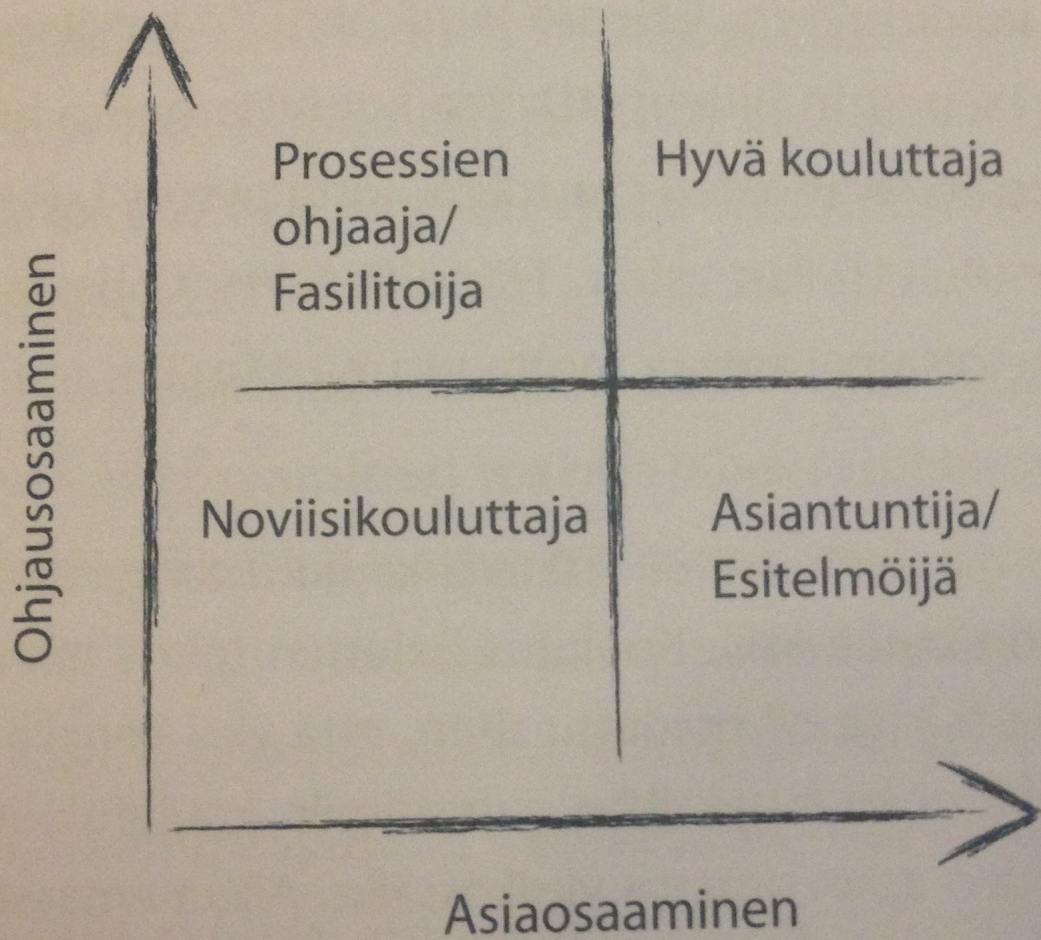 Prosessien
ohjaaja/
Fasilitoija
Hyvä kouluttaja
Noviisikouluttaja
Asiantuntija/
Esitelmöijä
Ohjausosaaminen
Asiaosaaminen